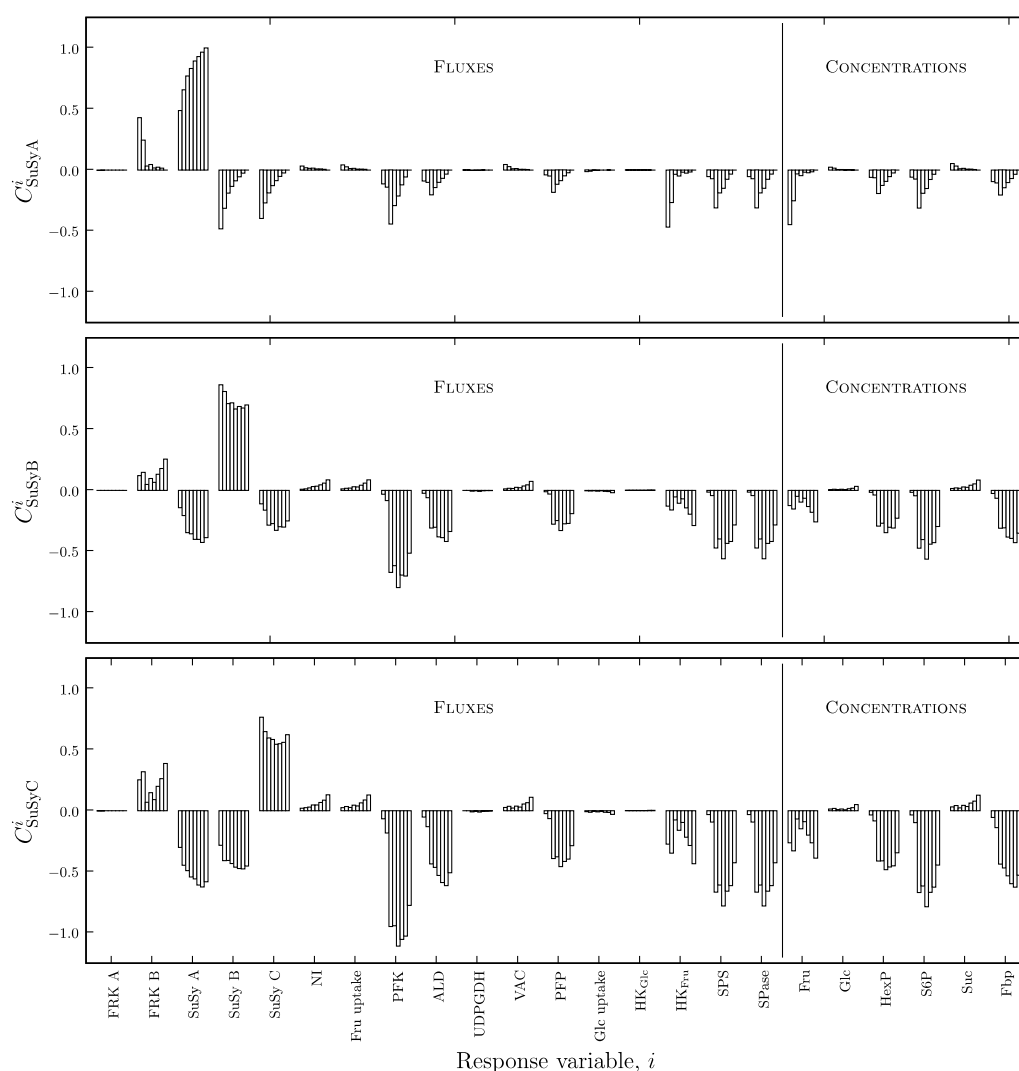 1.0
0.5
0.0
−0.5
−1.0
C^i_SuSyA
FLUXES
CONCENTRATIONS
1.0
0.5
0.0
−0.5
−1.0
C^i_SuSyB
FLUXES
CONCENTRATIONS
1.0
0.5
0.0
−0.5
−1.0
C^i_SuSyC
FLUXES
CONCENTRATIONS
FRK A
FRK B
SuSy A
SuSy B
SuSy C
NI
Fru uptake
PFK
ALD
UDPGDH
VAC
PFP
Glc uptake
HK_Glc
HK_Fru
SPS
SPase
Fru
Glc
HexP
S6P
Suc
Fbp
Response variable, i